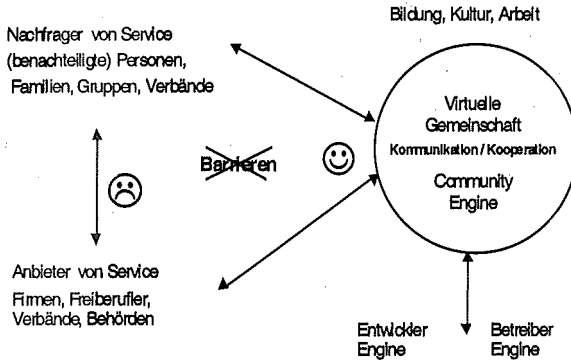 Bildung, Kultur, Arbeit
Nachfrager von Service
(benachteiligte) Personen,
Familien, Gruppen, Verbände
Virtuelle
Gemeinschaft
Kommunikation / Kooperation
Community
Engine
Barrieren
Anbieter von Service
Firmen, Freiberufler,
Verbände, Behörden
Entwickler
Engine
Betreiber
Engine